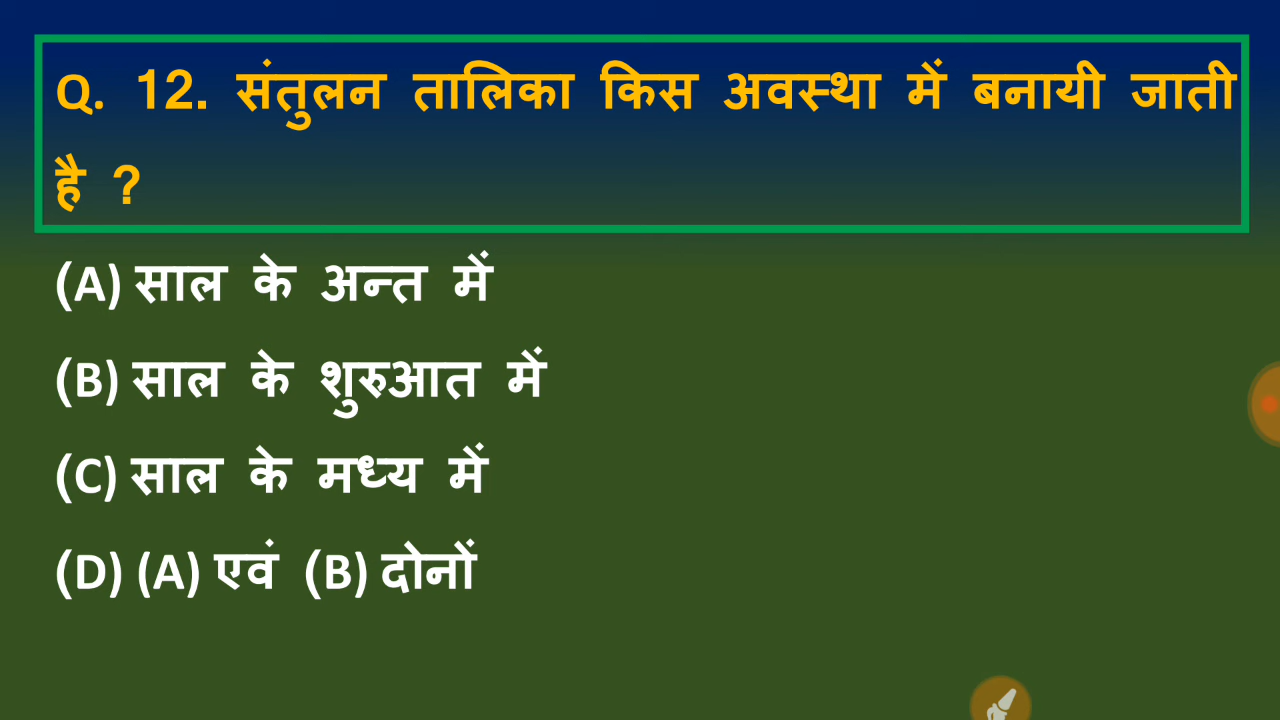 Q. 12. संतुलन तालिका किस अवस्था में बनायी जाती
है ?
(A) साल के अन्त में
(B) साल के शुरुआत में
(C) साल के मध्य में
(D) (A) एवं (B) दोनों